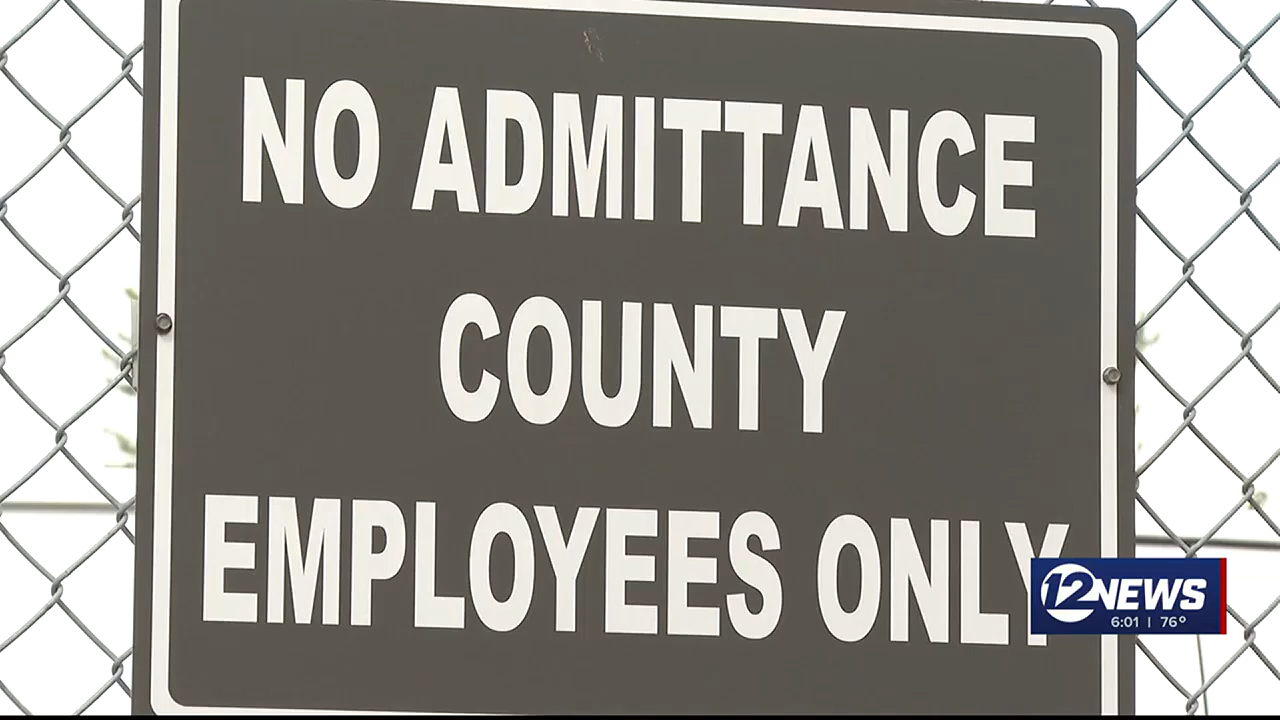 NO ADMITTANCE
COUNTY
EMPLOYEES ONLY
12NEWS
6:01 | 76°